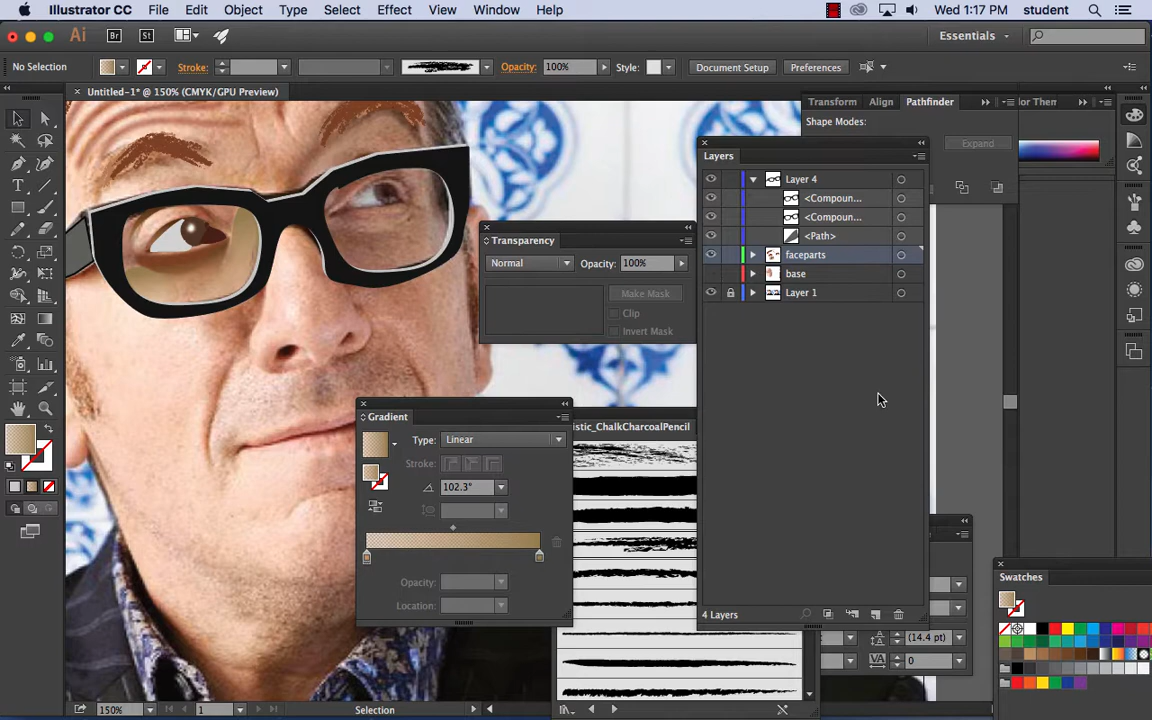 Illustrator CC File Edit Object Type Select Effect View Window Help Wed 1:17 PM student
Ai Br St Essentials
No Selection Stroke: Opacity: 100% Style: Document Setup Preferences
Untitled-1* @ 150% (CMYK/GPU Preview)
Transform Align Pathfinder
Shape Modes:
Expand
Layers
Layer 4
<Compoun...
<Compoun...
<Path>
faceparts
base
Layer 1
4 Layers
Transparency
Normal Opacity: 100%
Make Mask
Clip
Invert Mask
Gradient
Type: Linear
Stroke:
102.3°
Opacity:
Location:
istic_ChalkCharcoalPencil
Swatches
(14.4 pt)
VA 0
150% 1 Selection